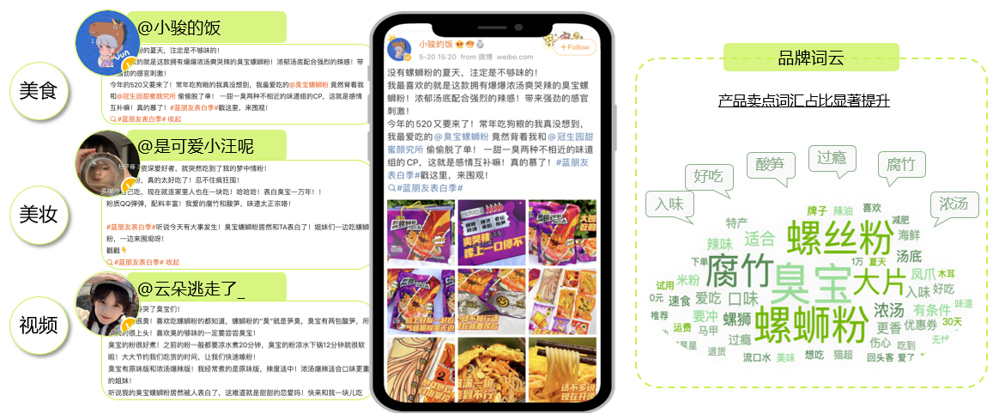 美食
@小骏的饭
粉的夏天，注定是不够味的！
欢的就是这款拥有爆爆浓汤爽哭辣的臭宝螺蛳粉！浓郁汤底配合强烈的辣感！带
强劲的感官刺激！
今年的520又要来了！常年吃狗粮的我真没想到，我最爱吃的@臭宝螺蛳粉 竟然背着我
和@冠生园甜蜜颜究所 偷偷脱了单！ 一甜一臭两种不相近的味道组的CP，这就是感情
互补嘛！真的慕了！#蓝朋友表白季#戳这里，来围观！
#蓝朋友表白季# 收起
美妆
@是可爱小汪呢
资深爱好者，就突然吃到了我的梦中情粉！
粉，真的太好吃了！忍不住疯狂囤！
自己吃，现在就连家里人也在一块吃！哈哈哈！表白臭宝一万年！！
粉质QQ弹弹，配料丰富！我爱的腐竹和酸笋，味道太正宗咯！
#蓝朋友表白季#听说今天有大事发生！臭宝螺蛳粉居然和TA表白了！姐妹们一边吃螺蛳
粉，一边来围观呀！
戳戳👇
#蓝朋友表白季# 收起
视频
@云朵逃走了_
哭了臭宝们！
很臭！喜欢吃螺蛳粉的都知道，螺蛳粉的“臭”就是笋臭，臭宝有两包酸笋，所
的很上头！喜欢臭的够味的一定要尝尝臭宝！
臭宝的粉很好煮！之前的粉一般都要凉水煮20分钟，臭宝的粉凉水下锅12分钟就很软
啦！大大节约我们吃货的时间，让我们快速嗦粉！
臭宝有原味版和浓汤爆辣版！我经常煮的是原味版，辣度适中！浓汤爆辣适合口味更重
的姐妹！
听说我的臭宝螺蛳粉居然被人表白了，这难道就是甜甜的恋爱吗！快来和我一块儿吃
小骏的饭
5-20 15:20 from 微博 weibo.com
+Follow
没有螺蛳粉的夏天，注定是不够味的！
我最喜欢的就是这款拥有爆爆浓汤爽哭辣的臭宝螺
蛳粉！ 浓郁汤底配合强烈的辣感！带来强劲的感官
刺激！
今年的520又要来了！常年吃狗粮的我真没想到，
我最爱吃的 @臭宝螺蛳粉 竟然背着我和@冠生园甜
蜜颜究所 偷偷脱了单！ 一甜一臭两种不相近的味道
组的CP，这就是感情互补嘛！真的慕了！#蓝朋友
表白季#戳这里，来围观！
#蓝朋友表白季#
品牌词云
产品卖点词汇占比显著提升
入味
好吃
酸笋
过瘾
腐竹
浓汤
牌子 辣油 喜欢
特产 减肥
辣味 适合 螺丝粉 海鲜
下单 1万 夏天 汤底
米粉 腐竹 臭宝 大片 凤爪 木耳
试用 入味 好吃
0元 速食 爱吃 口味 浓汤 有条件 味道
推荐 要冲 螺狮 螺蛳粉 更香 优惠券 30天
运费 马甲 过瘾 伤心 吃到
退货 流口水 美味 想吃 猫超 回头客 爱了